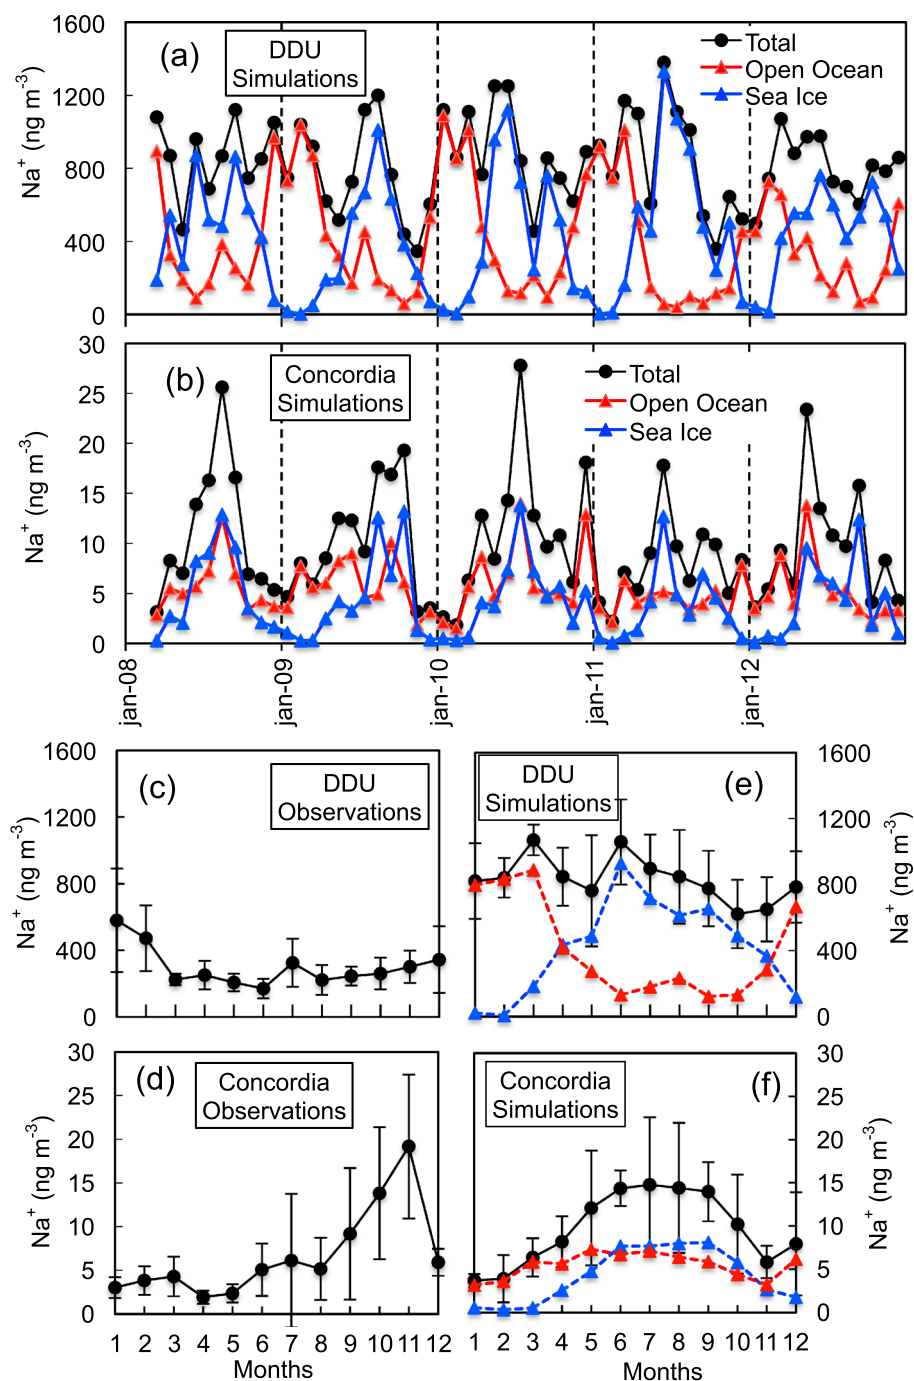 1600
1200
800
400
0
Na⁺ (ng m⁻³)
(a)
DDU
Simulations
Total
Open Ocean
Sea Ice
30
25
20
15
10
5
0
Na⁺ (ng m⁻³)
(b)
Concordia
Simulations
Total
Open Ocean
Sea Ice
jan-08
jan-09
jan-10
jan-11
jan-12
1600
1200
800
400
0
Na⁺ (ng m⁻³)
(c)
DDU
Observations
DDU
Simulations
(e)
1600
1200
800
400
0
Na⁺ (ng m⁻³)
30
25
20
15
10
5
0
Na⁺ (ng m⁻³)
(d)
Concordia
Observations
1 2 3 4 5 6 7 8 9 10 11 12
Months
Concordia
Simulations
(f)
30
25
20
15
10
5
0
Na⁺ (ng m⁻³)
1 2 3 4 5 6 7 8 9 10 11 12
Months